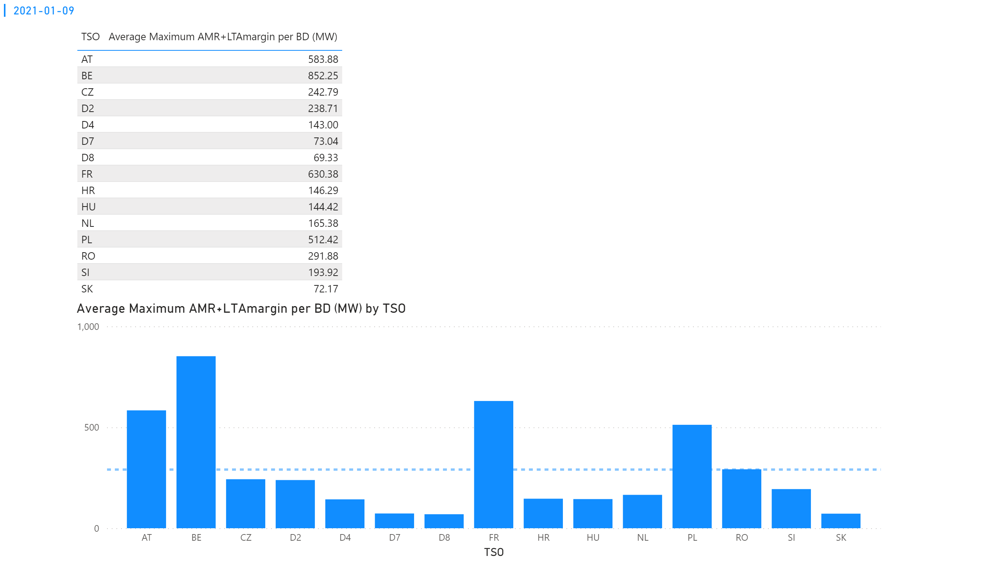 2021-01-09
TSO Average Maximum AMR+LTAmargin per BD (MW)
AT 583.88
BE 852.25
CZ 242.79
D2 238.71
D4 143.00
D7 73.04
D8 69.33
FR 630.38
HR 146.29
HU 144.42
NL 165.38
PL 512.42
RO 291.88
SI 193.92
SK 72.17
Average Maximum AMR+LTAmargin per BD (MW) by TSO
1,000
500
0
AT BE CZ D2 D4 D7 D8 FR HR HU NL PL RO SI SK
TSO